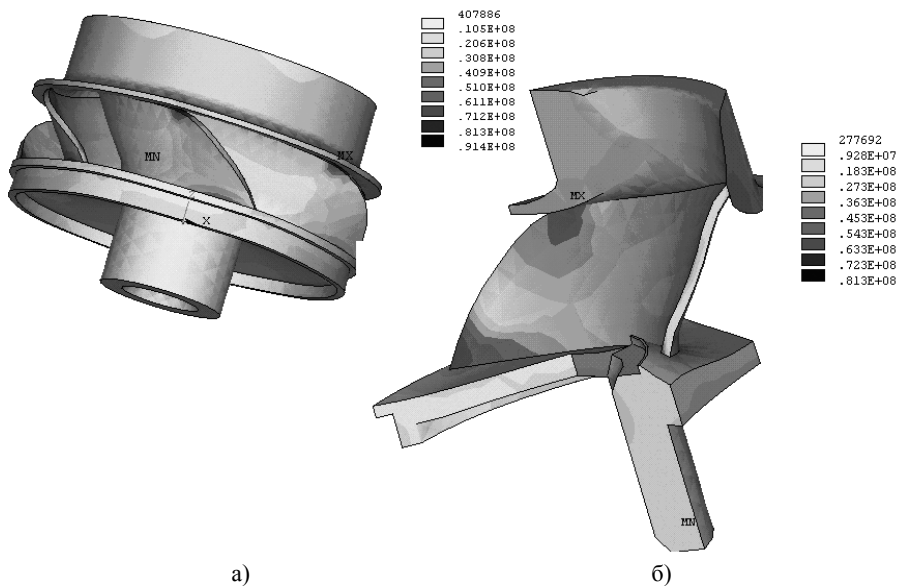 407886
.105E+08
.206E+08
.308E+08
.409E+08
.510E+08
.611E+08
.712E+08
.813E+08
.914E+08
MN
MX
X
277692
.928E+07
.183E+08
.273E+08
.363E+08
.453E+08
.543E+08
.633E+08
.723E+08
.813E+08
MX
MN
а)
б)